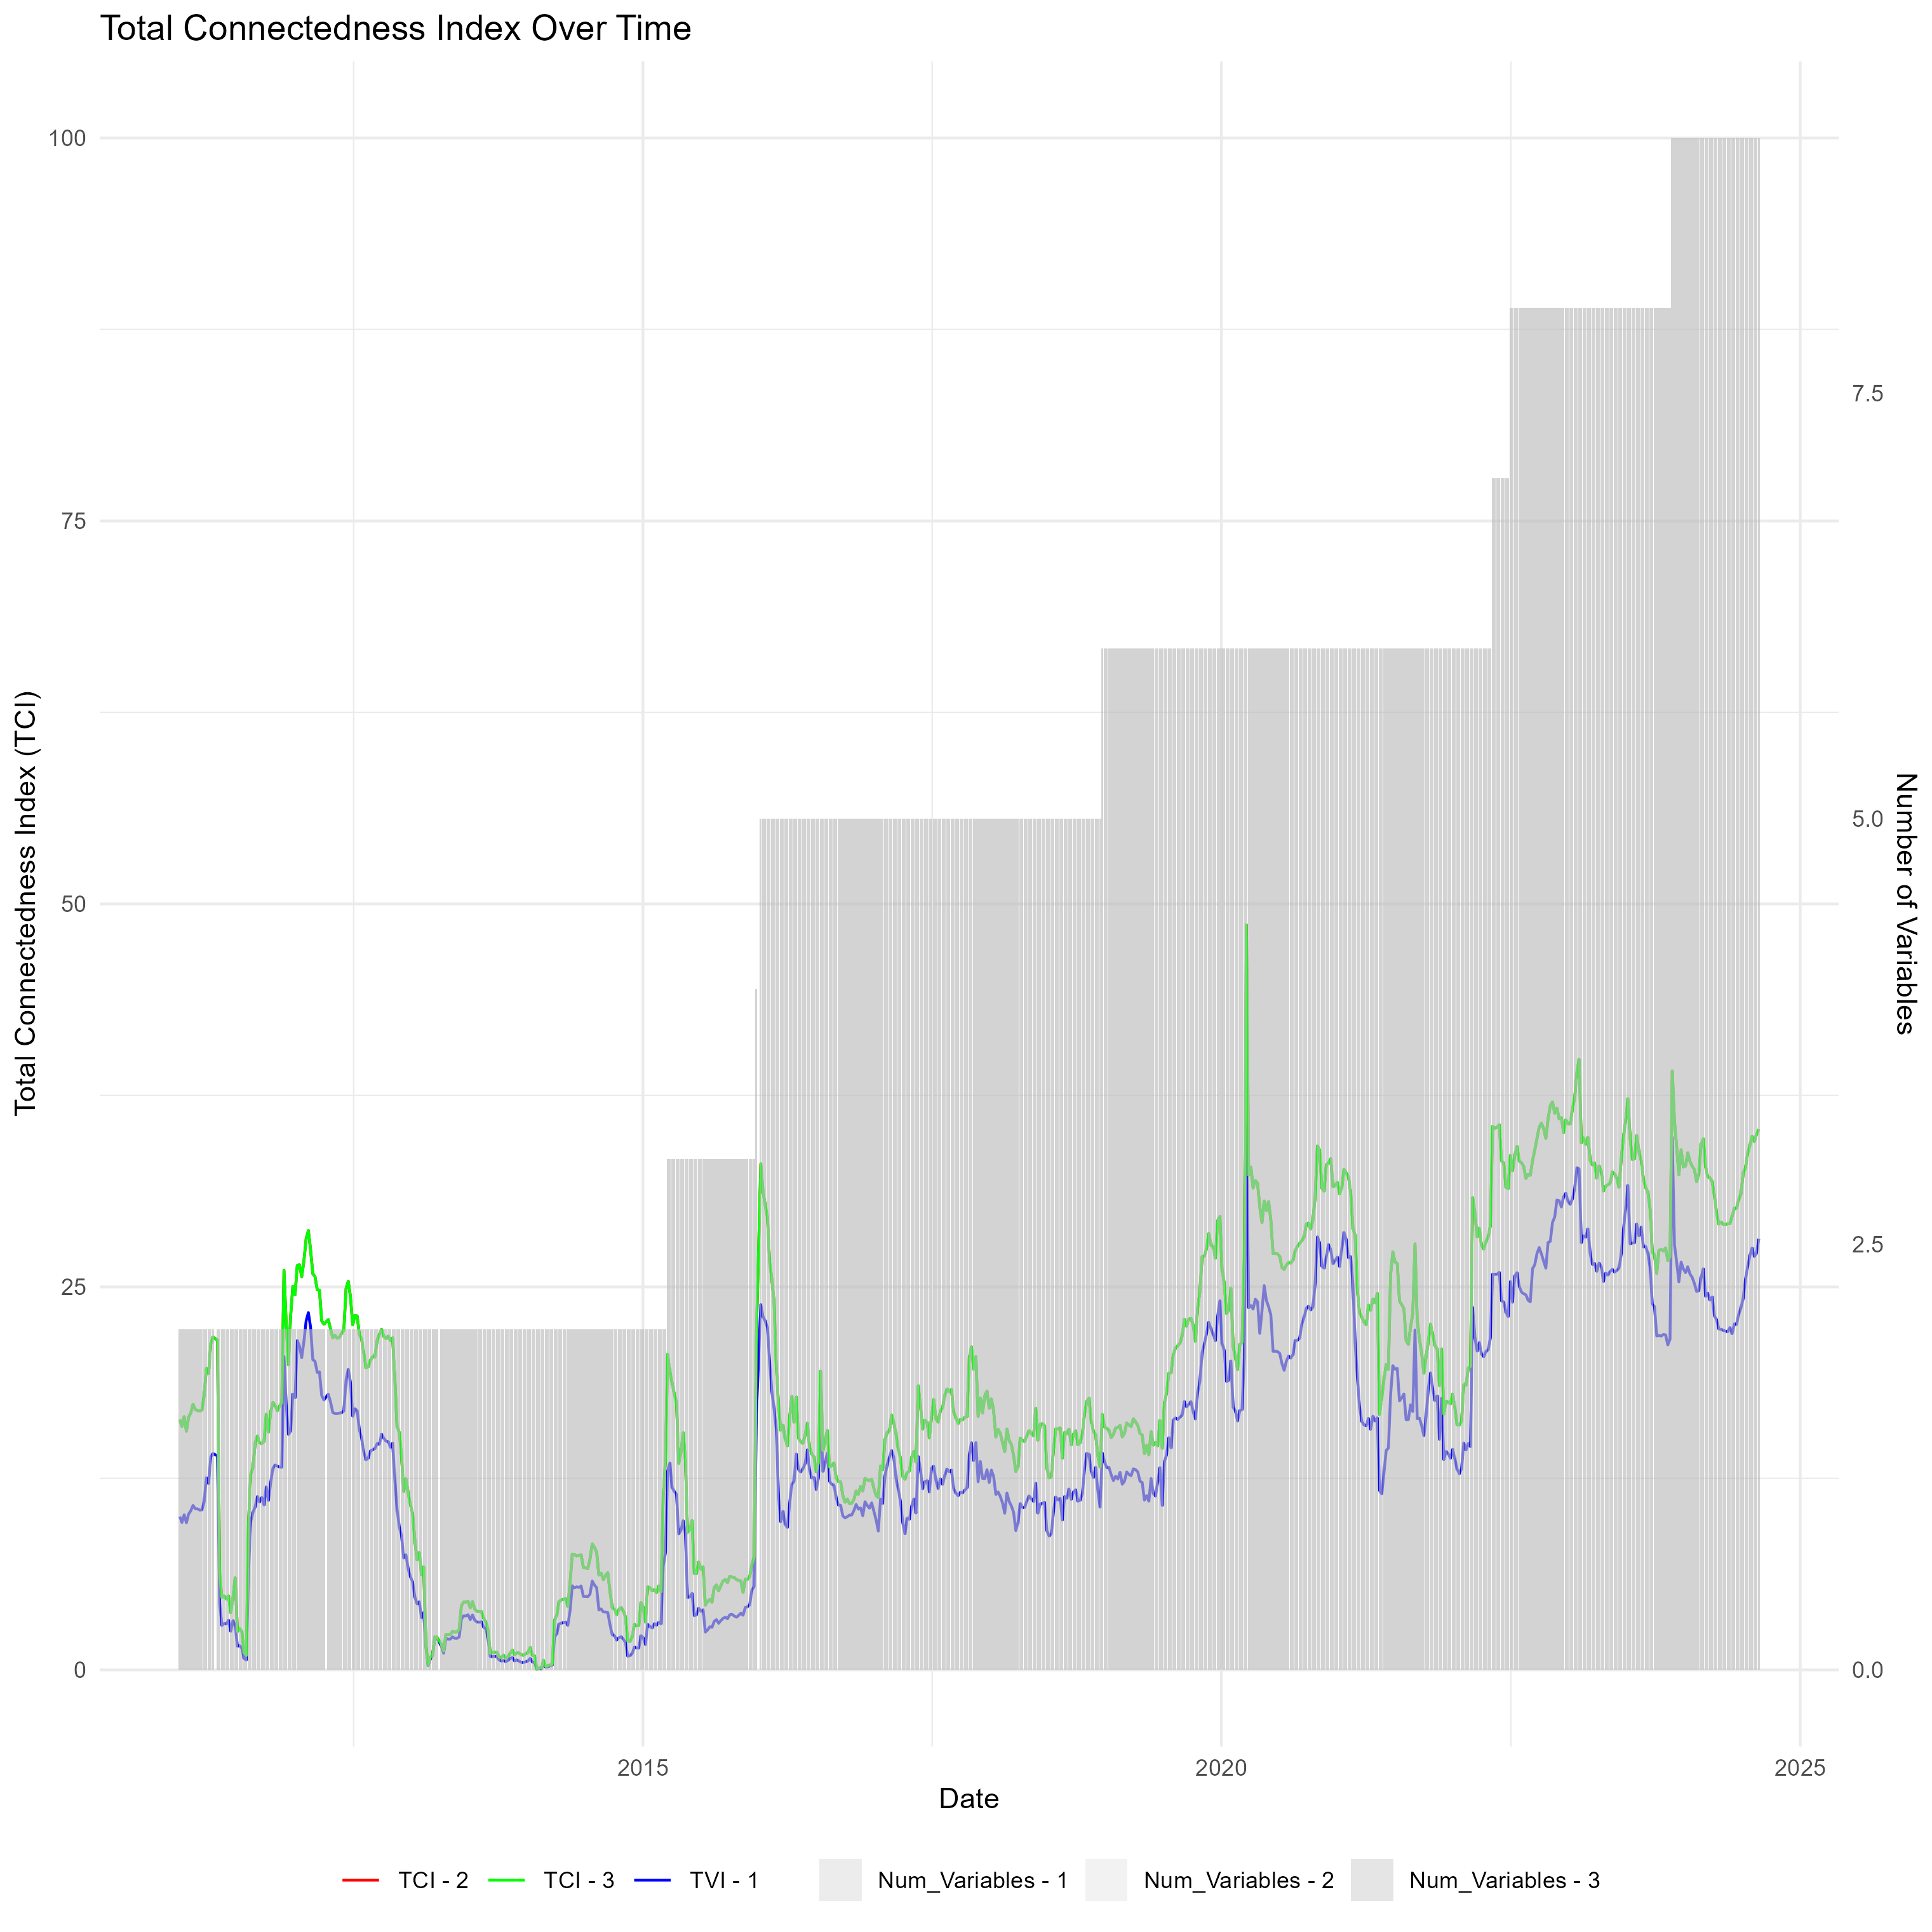 Total Connectedness Index Over Time
Total Connectedness Index (TCI)
100
75
50
25
0
7.5
5.0
2.5
0.0
Number of Variables
2015
2020
2025
Date
TCI - 2
TCI - 3
TVI - 1
Num_Variables - 1
Num_Variables - 2
Num_Variables - 3